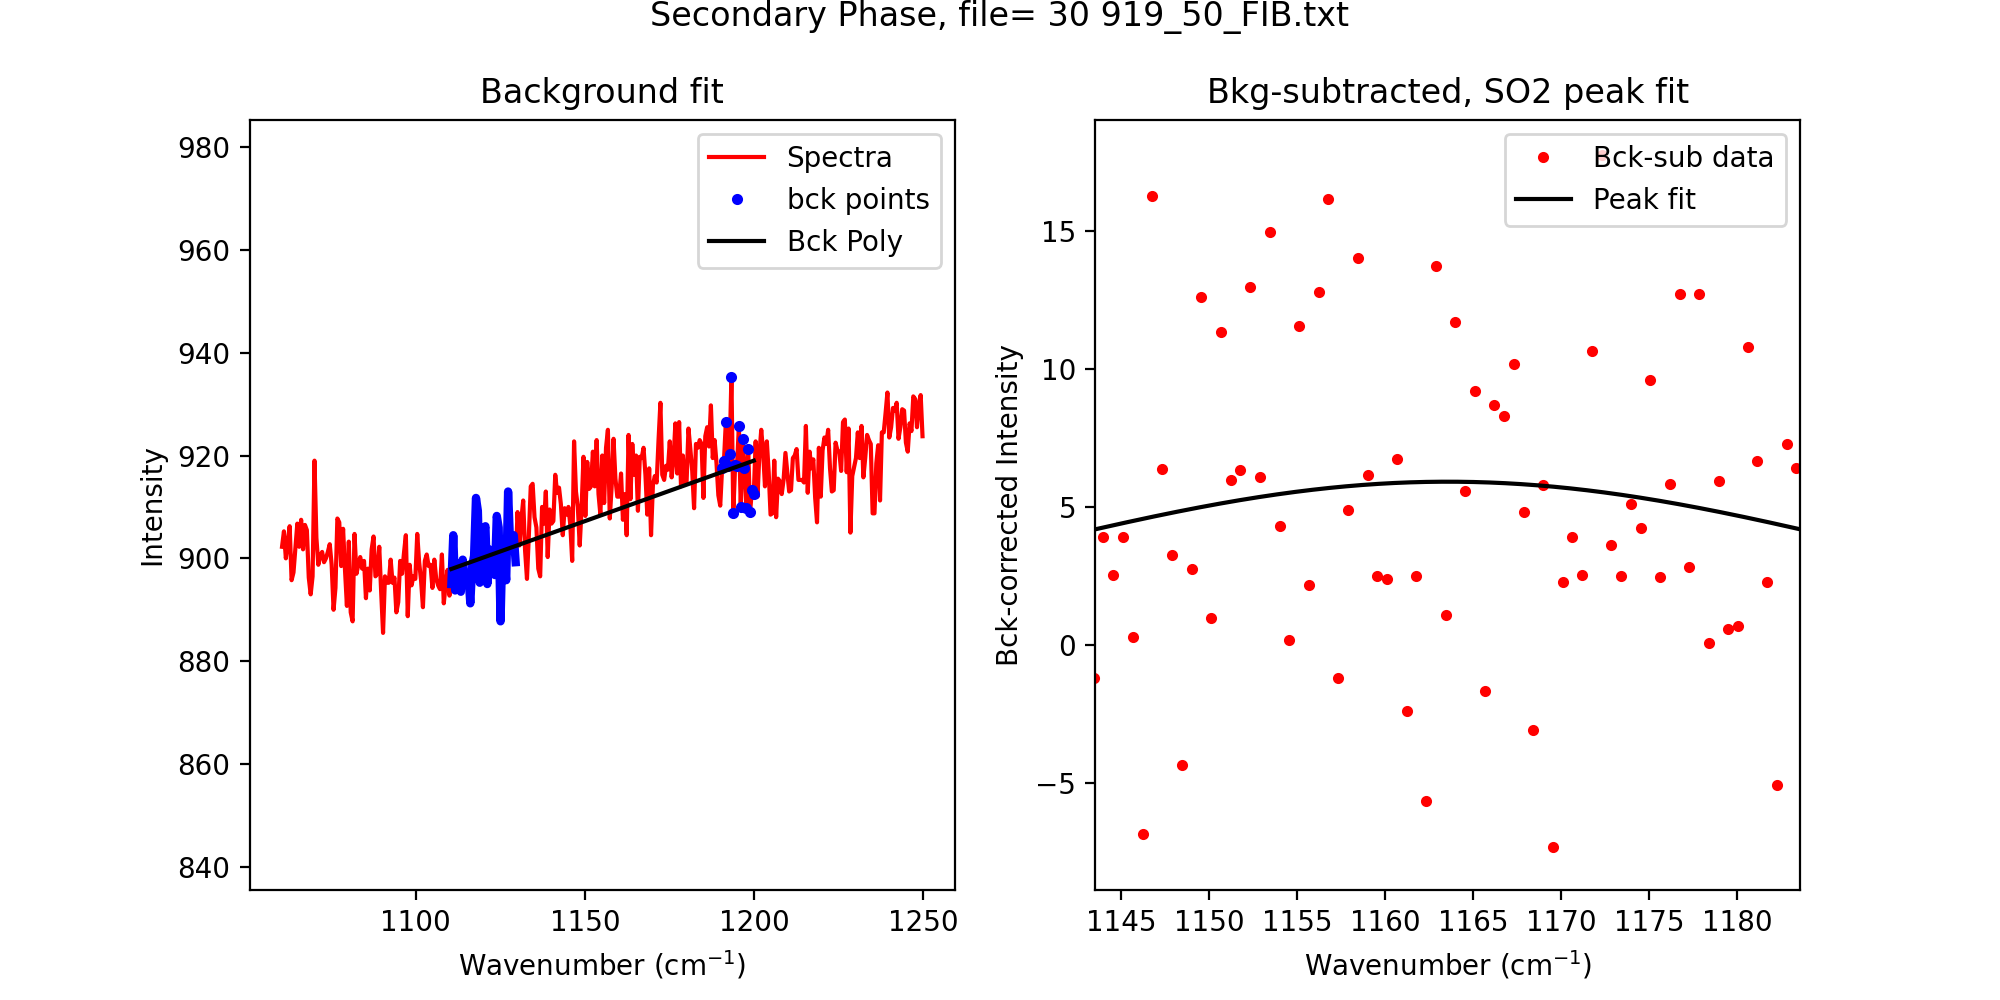 Secondary Phase, file= 30 919_50_FIB.txt
Background fit
980
960
940
920
900
880
860
840
Intensity
Spectra
bck points
Bck Poly
1100
1150
1200
1250
Wavenumber (cm⁻¹)
Bkg-subtracted, SO2 peak fit
15
10
5
0
−5
Bck-corrected Intensity
Bck-sub data
Peak fit
1145
1150
1155
1160
1165
1170
1175
1180
Wavenumber (cm⁻¹)